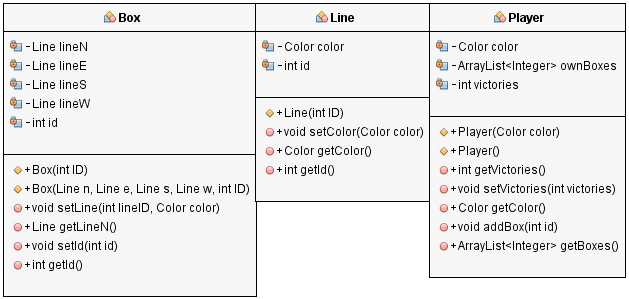 Box
- Line lineN
- Line lineE
- Line lineS
- Line lineW
- int id
+ Box(int ID)
+ Box(Line n, Line e, Line s, Line w, int ID)
+ void setLine(int lineID, Color color)
+ Line getLineN()
+ void setId(int id)
+ int getId()
Line
- Color color
- int id
+ Line(int ID)
+ void setColor(Color color)
+ Color getColor()
+ int getId()
Player
- Color color
- ArrayList<Integer> ownBoxes
- int victories
+ Player(Color color)
+ Player()
+ int getVictories()
+ void setVictories(int victories)
+ Color getColor()
+ void addBox(int id)
+ ArrayList<Integer> getBoxes()